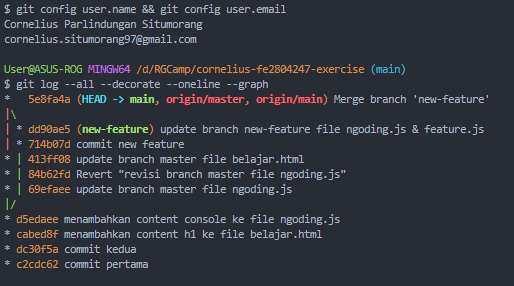 $ git config user.name && git config user.email
Cornelius Parlindungan Situmorang
cornelius.situmorang97@gmail.com
User@ASUS-ROG MINGW64 /d/RGCamp/cornelius-fe2804247-exercise (main)
$ git log --all --decorate --oneline --graph
*   5e8fa4a (HEAD -> main, origin/master, origin/main) Merge branch 'new-feature'
|\
| * dd90ae5 (new-feature) update branch new-feature file ngoding.js & feature.js
| * 714b07d commit new feature
* | 413ff08 update branch master file belajar.html
* | 84b62fd Revert "revisi branch master file ngoding.js"
* | 69efaee update branch master file ngoding.js
|/
* d5edaee menambahkan content console ke file ngoding.js
* cabed8f menambahkan content h1 ke file belajar.html
* dc30f5a commit kedua
* c2cdc62 commit pertama